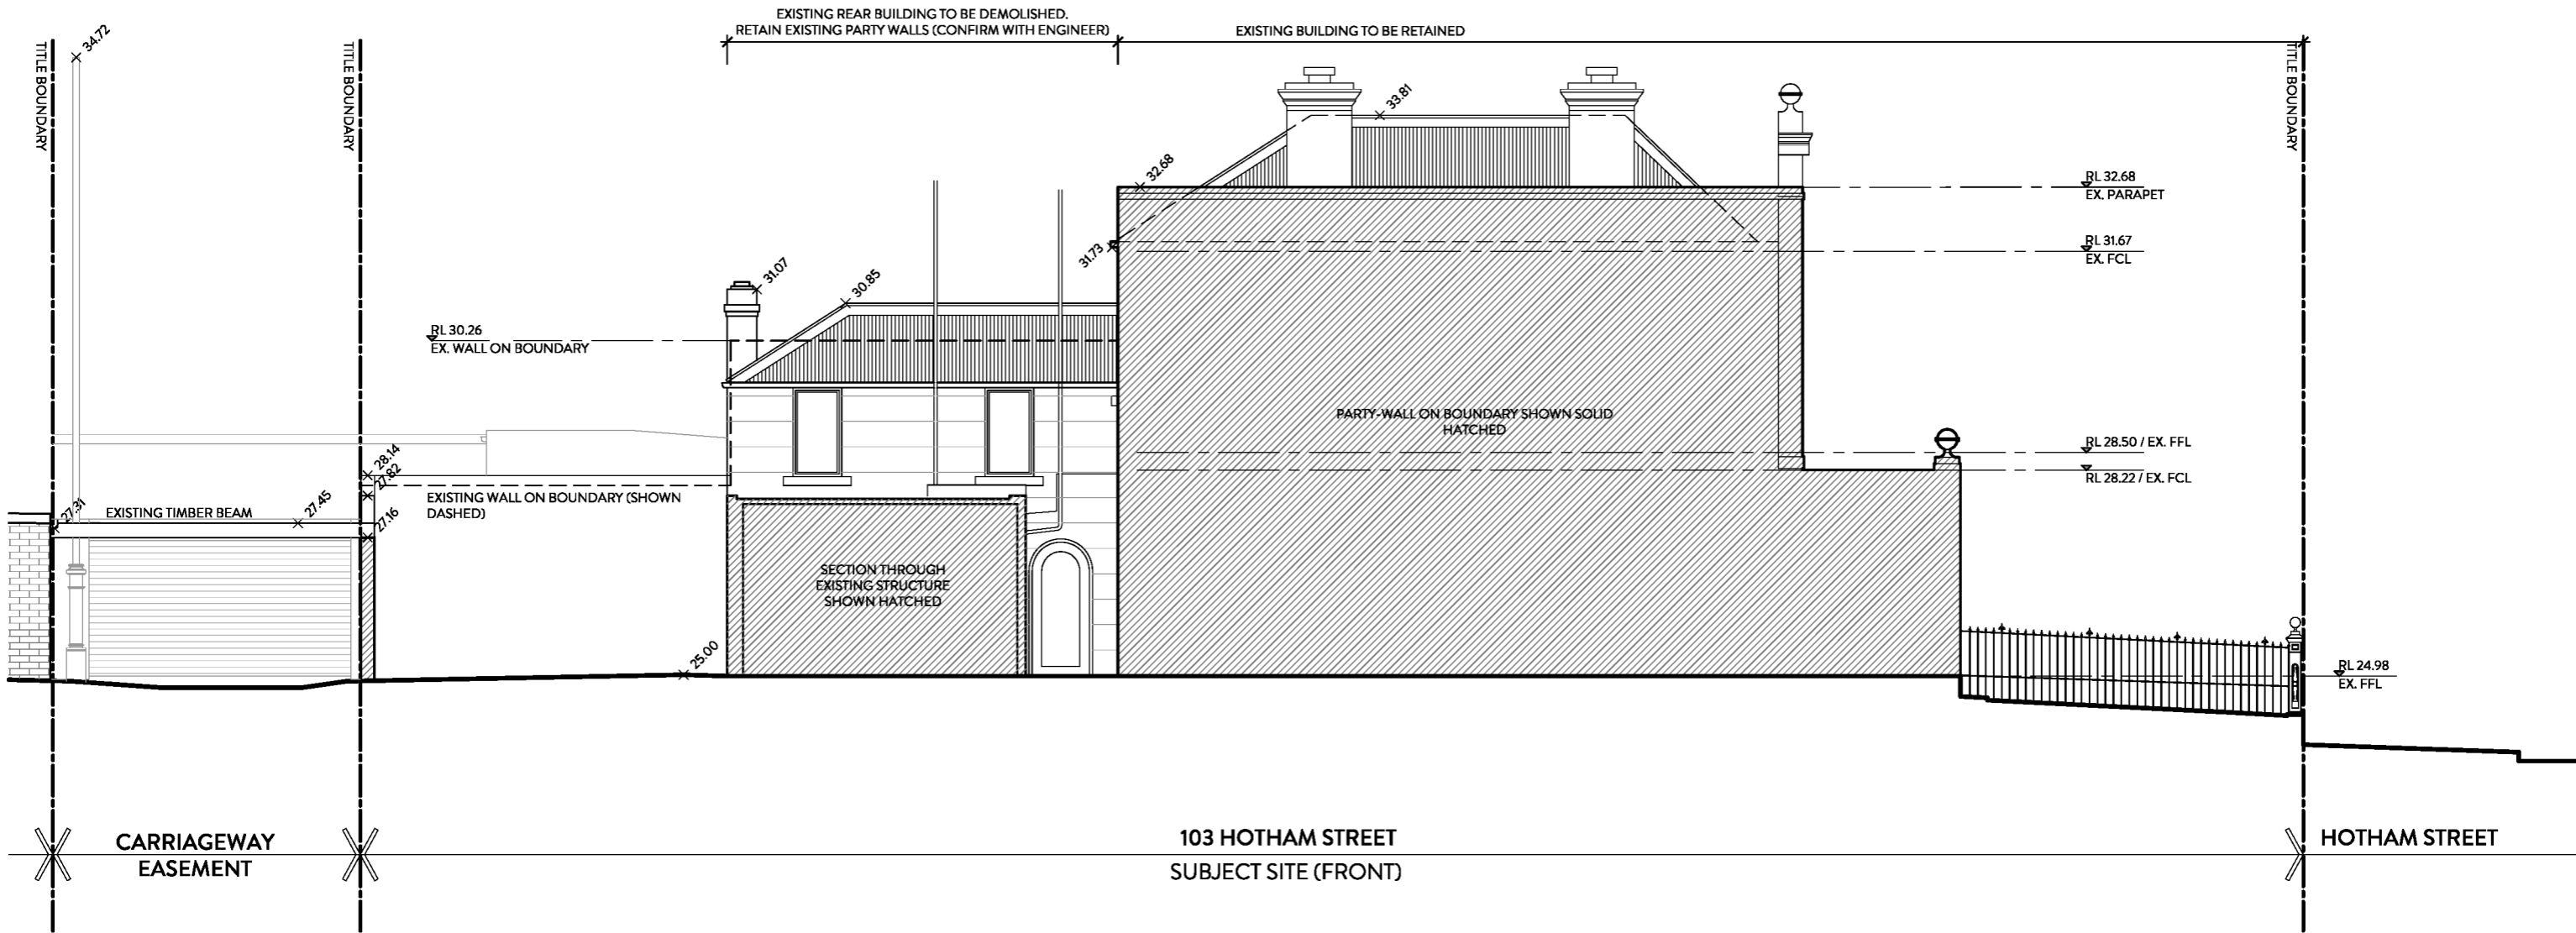 EXISTING REAR BUILDING TO BE DEMOLISHED.
RETAIN EXISTING PARTY WALLS (CONFIRM WITH ENGINEER)
EXISTING BUILDING TO BE RETAINED
TITLE BOUNDARY
34.72
TITLE BOUNDARY
TITLE BOUNDARY
33.81
32.68
RL 32.68
EX. PARAPET
31.73
RL 31.67
EX. FCL
31.07
30.85
RL 30.26
EX. WALL ON BOUNDARY
PARTY-WALL ON BOUNDARY SHOWN SOLID
HATCHED
RL 28.50 / EX. FFL
RL 28.22 / EX. FCL
28.14
27.82
EXISTING WALL ON BOUNDARY (SHOWN
DASHED)
27.31
EXISTING TIMBER BEAM
27.45
27.16
SECTION THROUGH
EXISTING STRUCTURE
SHOWN HATCHED
25.00
RL 24.98
EX. FFL
CARRIAGEWAY
EASEMENT
103 HOTHAM STREET
SUBJECT SITE (FRONT)
HOTHAM STREET